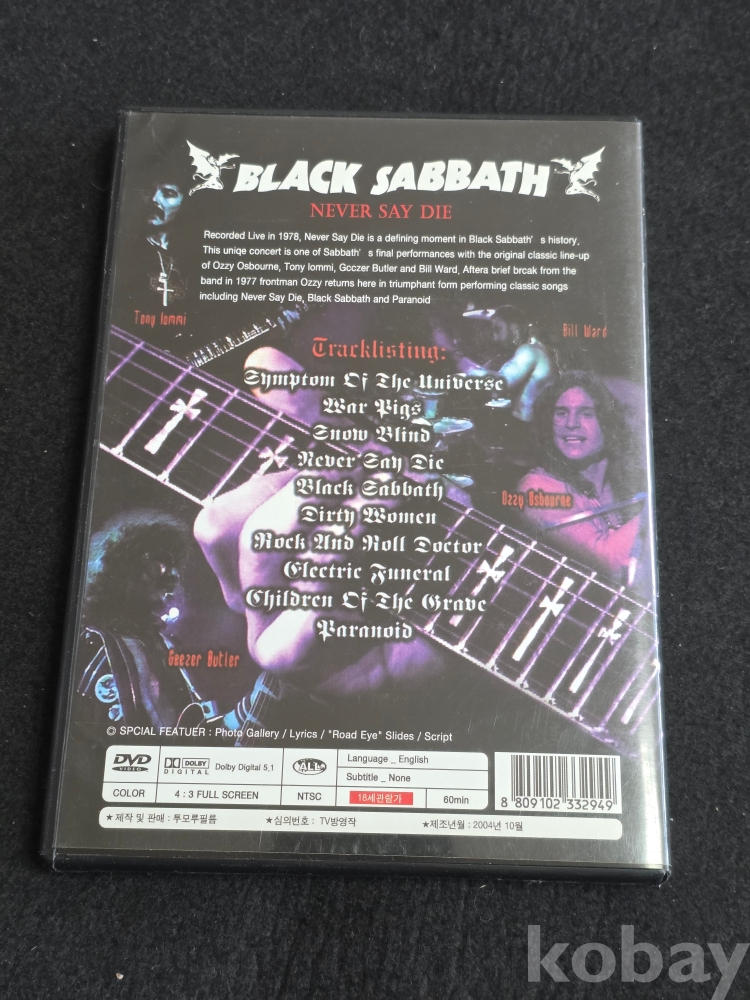 BLACK SABBATH
NEVER SAY DIE
Recorded Live in 1978, Never Say Die is a defining moment in Black Sabbath' s history,
This uniqe concert is one of Sabbath' s final performances with the original classic line-up
of Ozzy Osbourne, Tony Iommi, Gcczer Butler and Bill Ward, Aftera brief break from the
band in 1977 frontman Ozzy returns here in triumphant form performing classic songs
including Never Say Die, Black Sabbath and Paranoid
Tony Iommi
Bill Ward
Tracklisting:
Symptom Of The Universe
War Pigs
Snow Blind
Never Say Die
Black Sabbath
Ozzy Osbourne
Dirty Women
Rock And Roll Doctor
Electric Funeral
Children Of The Grave
Paranoid
Geezer Butler
◎ SPCIAL FEATUER : Photo Gallery / Lyrics / "Road Eye" Slides / Script
DVD VIDEO
DOLBY DIGITAL
Dolby Digital 5.1
ALL
Language _ English
Subtitle _ None
COLOR
4 : 3 FULL SCREEN
NTSC
18세관람가
60min
8 809102 332949
★제작 및 판매 : 투모루필름 ★심의번호 : TV방영작 ★제조년월 : 2004년 10월
kobay